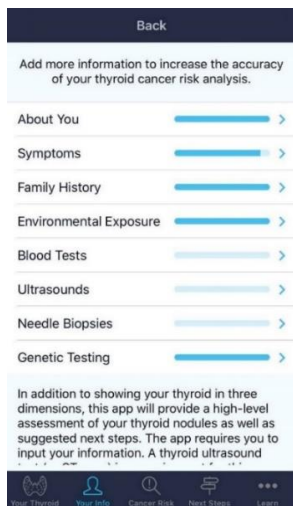 Back
Add more information to increase the accuracy
of your thyroid cancer risk analysis.
About You
Symptoms
Family History
Environmental Exposure
Blood Tests
Ultrasounds
Needle Biopsies
Genetic Testing
In addition to showing your thyroid in three
dimensions, this app will provide a high-level
assessment of your thyroid nodules as well as
suggested next steps. The app requires you to
input your information. A thyroid ultrasound
Your Thyroid Your Info Cancer Risk Next Steps Learn